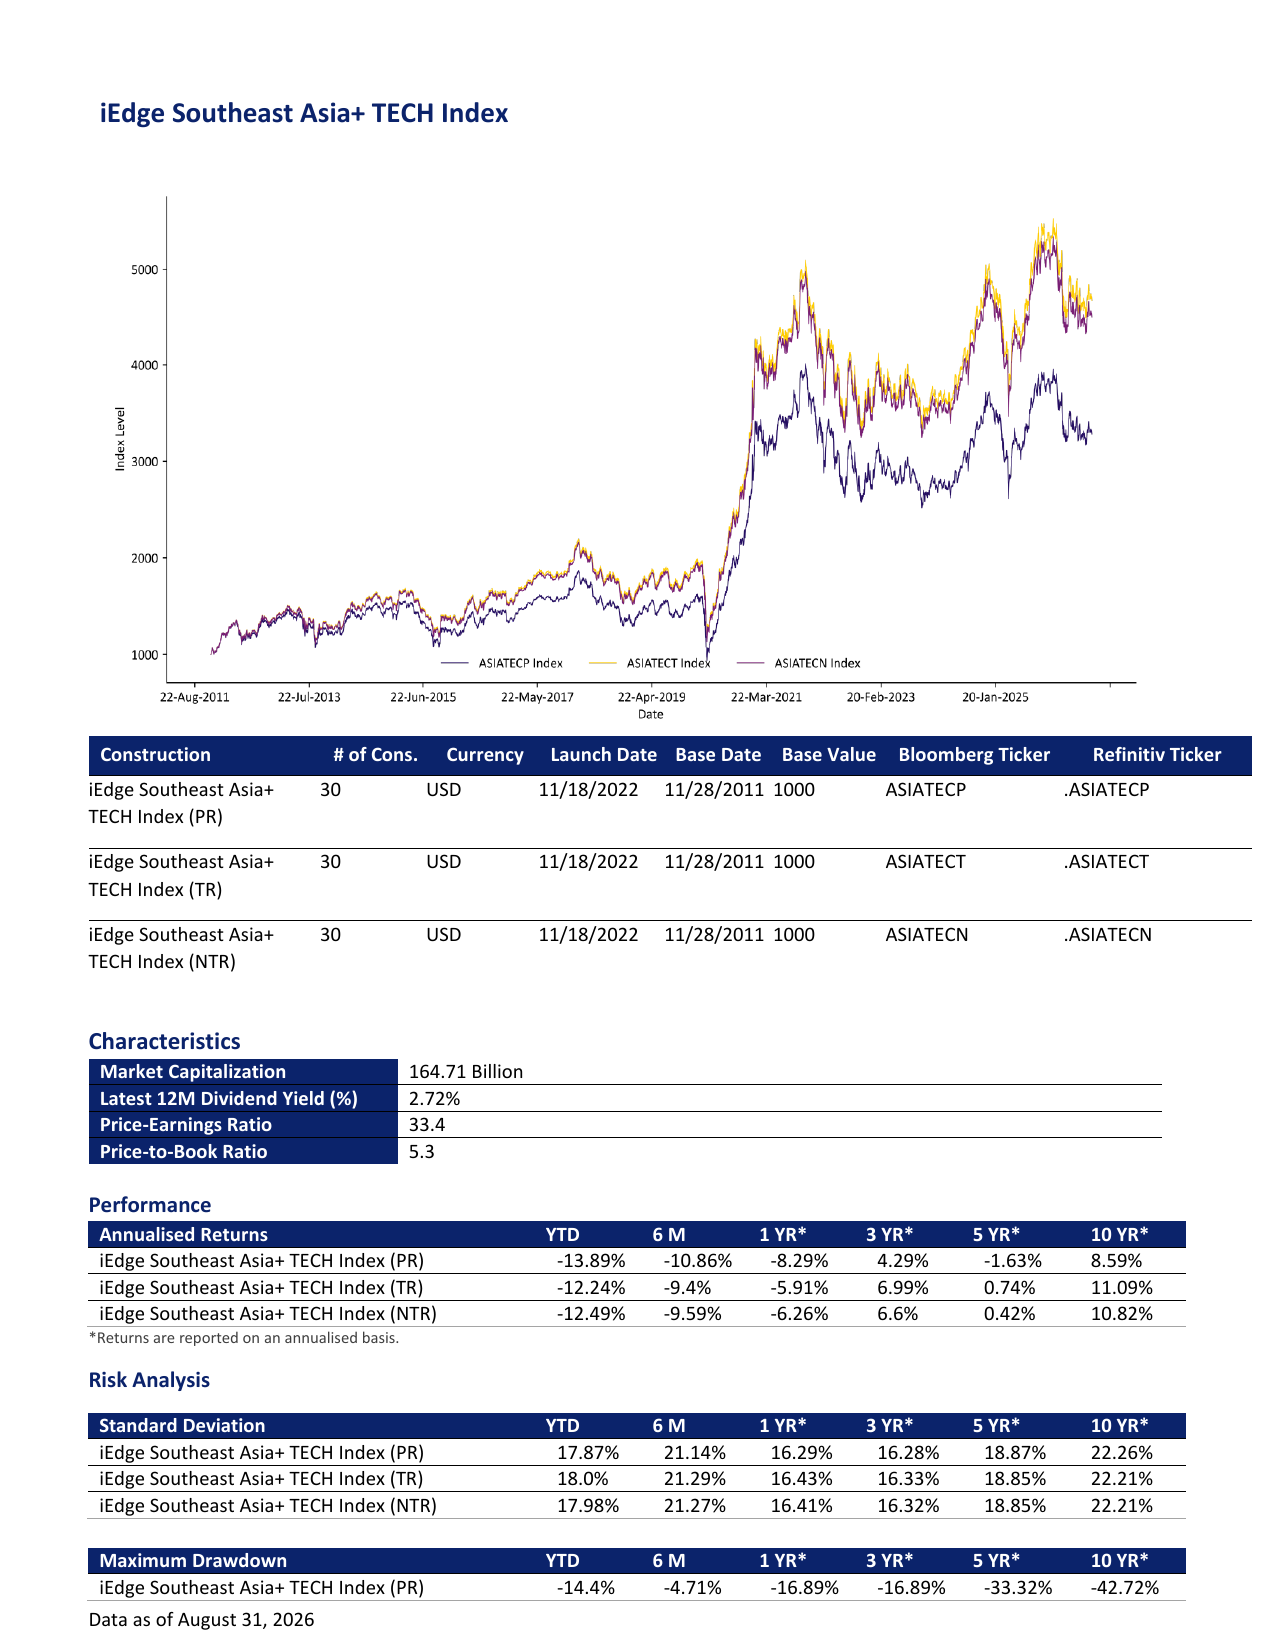 iEdge Southeast Asia+ TECH Index
5000
4000
3000
2000
1000
Index Level
ASIATECP Index ASIATECT Index ASIATECN Index
22-Aug-2011 22-Jul-2013 22-Jun-2015 22-May-2017 22-Apr-2019 22-Mar-2021 20-Feb-2023 20-Jan-2025
Date
Construction # of Cons. Currency Launch Date Base Date Base Value Bloomberg Ticker Refinitiv Ticker
iEdge Southeast Asia+ 30 USD 11/18/2022 11/28/2011 1000 ASIATECP .ASIATECP
TECH Index (PR)
iEdge Southeast Asia+ 30 USD 11/18/2022 11/28/2011 1000 ASIATECT .ASIATECT
TECH Index (TR)
iEdge Southeast Asia+ 30 USD 11/18/2022 11/28/2011 1000 ASIATECN .ASIATECN
TECH Index (NTR)
Characteristics
Market Capitalization 164.71 Billion
Latest 12M Dividend Yield (%) 2.72%
Price-Earnings Ratio 33.4
Price-to-Book Ratio 5.3
Performance
Annualised Returns YTD 6 M 1 YR* 3 YR* 5 YR* 10 YR*
iEdge Southeast Asia+ TECH Index (PR) -13.89% -10.86% -8.29% 4.29% -1.63% 8.59%
iEdge Southeast Asia+ TECH Index (TR) -12.24% -9.4% -5.91% 6.99% 0.74% 11.09%
iEdge Southeast Asia+ TECH Index (NTR) -12.49% -9.59% -6.26% 6.6% 0.42% 10.82%
*Returns are reported on an annualised basis.
Risk Analysis
Standard Deviation YTD 6 M 1 YR* 3 YR* 5 YR* 10 YR*
iEdge Southeast Asia+ TECH Index (PR) 17.87% 21.14% 16.29% 16.28% 18.87% 22.26%
iEdge Southeast Asia+ TECH Index (TR) 18.0% 21.29% 16.43% 16.33% 18.85% 22.21%
iEdge Southeast Asia+ TECH Index (NTR) 17.98% 21.27% 16.41% 16.32% 18.85% 22.21%
Maximum Drawdown YTD 6 M 1 YR* 3 YR* 5 YR* 10 YR*
iEdge Southeast Asia+ TECH Index (PR) -14.4% -4.71% -16.89% -16.89% -33.32% -42.72%
Data as of August 31, 2026